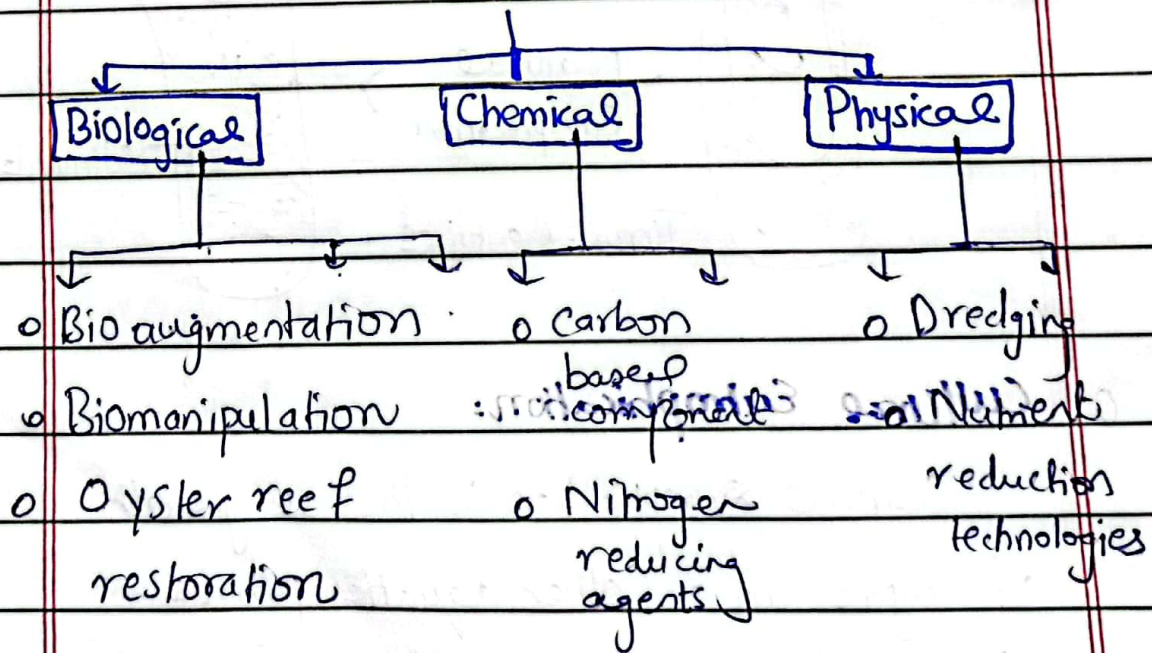 Biological
Chemical
Physical
o Bio augmentation
o Biomanipulation
o Oyster reef
restoration
o Carbon
based
component
o Nitrogen
reducing
agents
o Dredging
o Nutrient
reduction
technologies